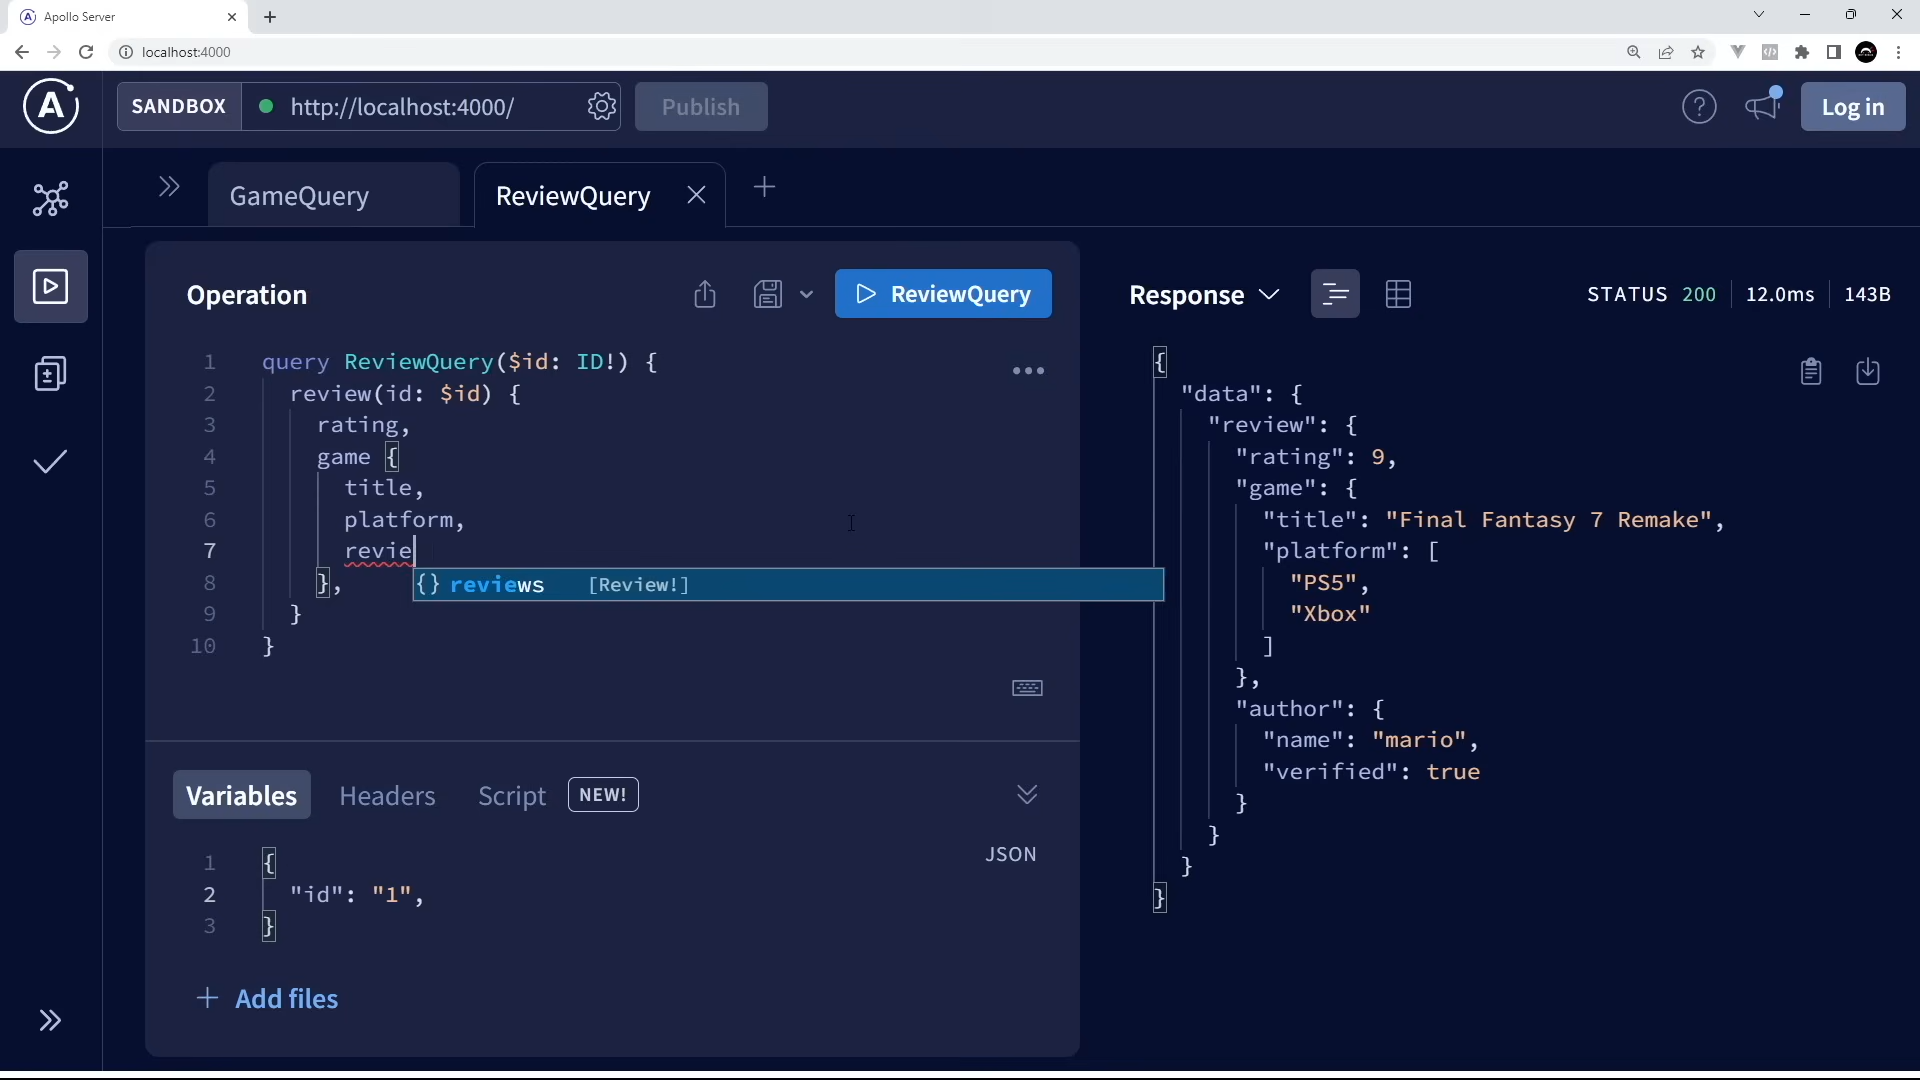 Apollo Server
localhost:4000
SANDBOX http://localhost:4000/ Publish
Log in
GameQuery ReviewQuery
Operation ReviewQuery
1 query ReviewQuery($id: ID!) {
2 review(id: $id) {
3 rating,
4 game {
5 title,
6 platform,
7 revie
8 },
{} reviews [Review!]
9 }
10 }
Variables Headers Script NEW!
JSON
1 {
2 "id": "1",
3 }
+ Add files
Response STATUS 200 12.0ms 143B
{
"data": {
"review": {
"rating": 9,
"game": {
"title": "Final Fantasy 7 Remake",
"platform": [
"PS5",
"Xbox"
]
},
"author": {
"name": "mario",
"verified": true
}
}
}
}